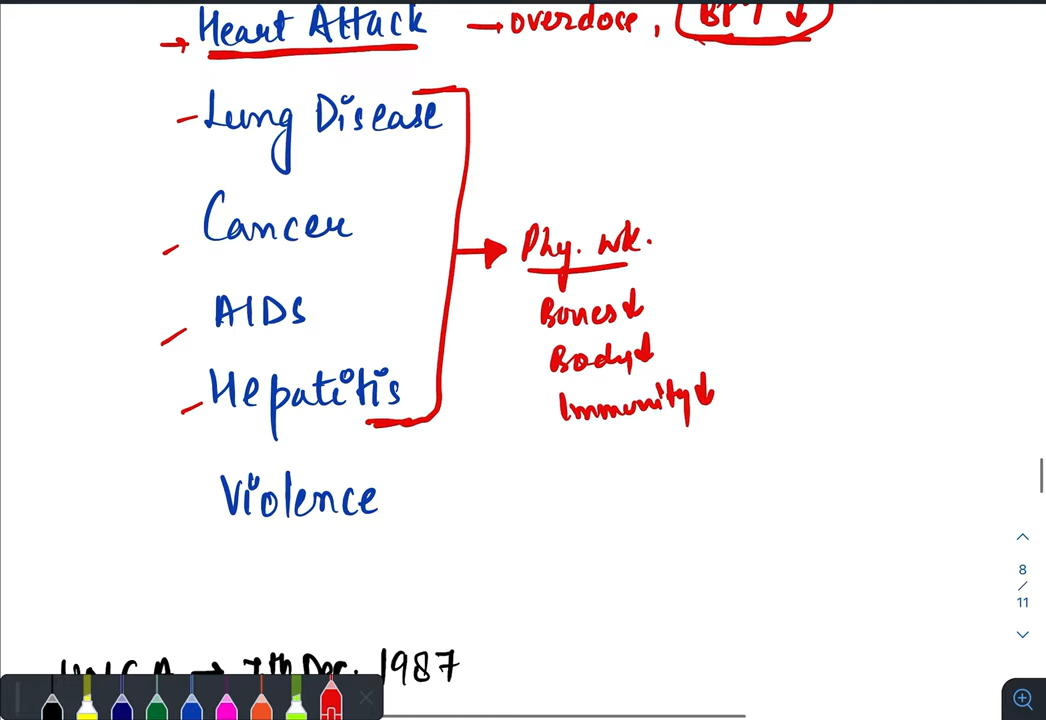 → Heart Attack → overdoce, BP↑↓
- Lung Disease
Cancer
Phy. wk.
- AIDS
Bones↓
Body↓
- Hepatitis
Immunity↓
Violence
→ 7th Dec. 1987
8
/
11